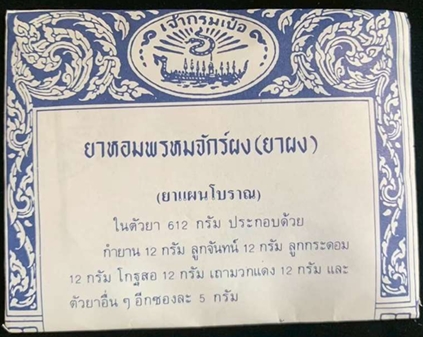 เจ้ากรมเป๋อ
ยาหอมพรหมจักร์ผง(ยาผง)
(ยาแผนโบราณ)
ในตัวยา 612 กรัม ประกอบด้วย
กำยาน 12 กรัม ลูกจันทน์ 12 กรัม ลูกกระดอม
12 กรัม โกฐสอ 12 กรัม เถามวกแดง 12 กรัม และ
ตัวยาอื่น ๆ อีกซองละ 5 กรัม